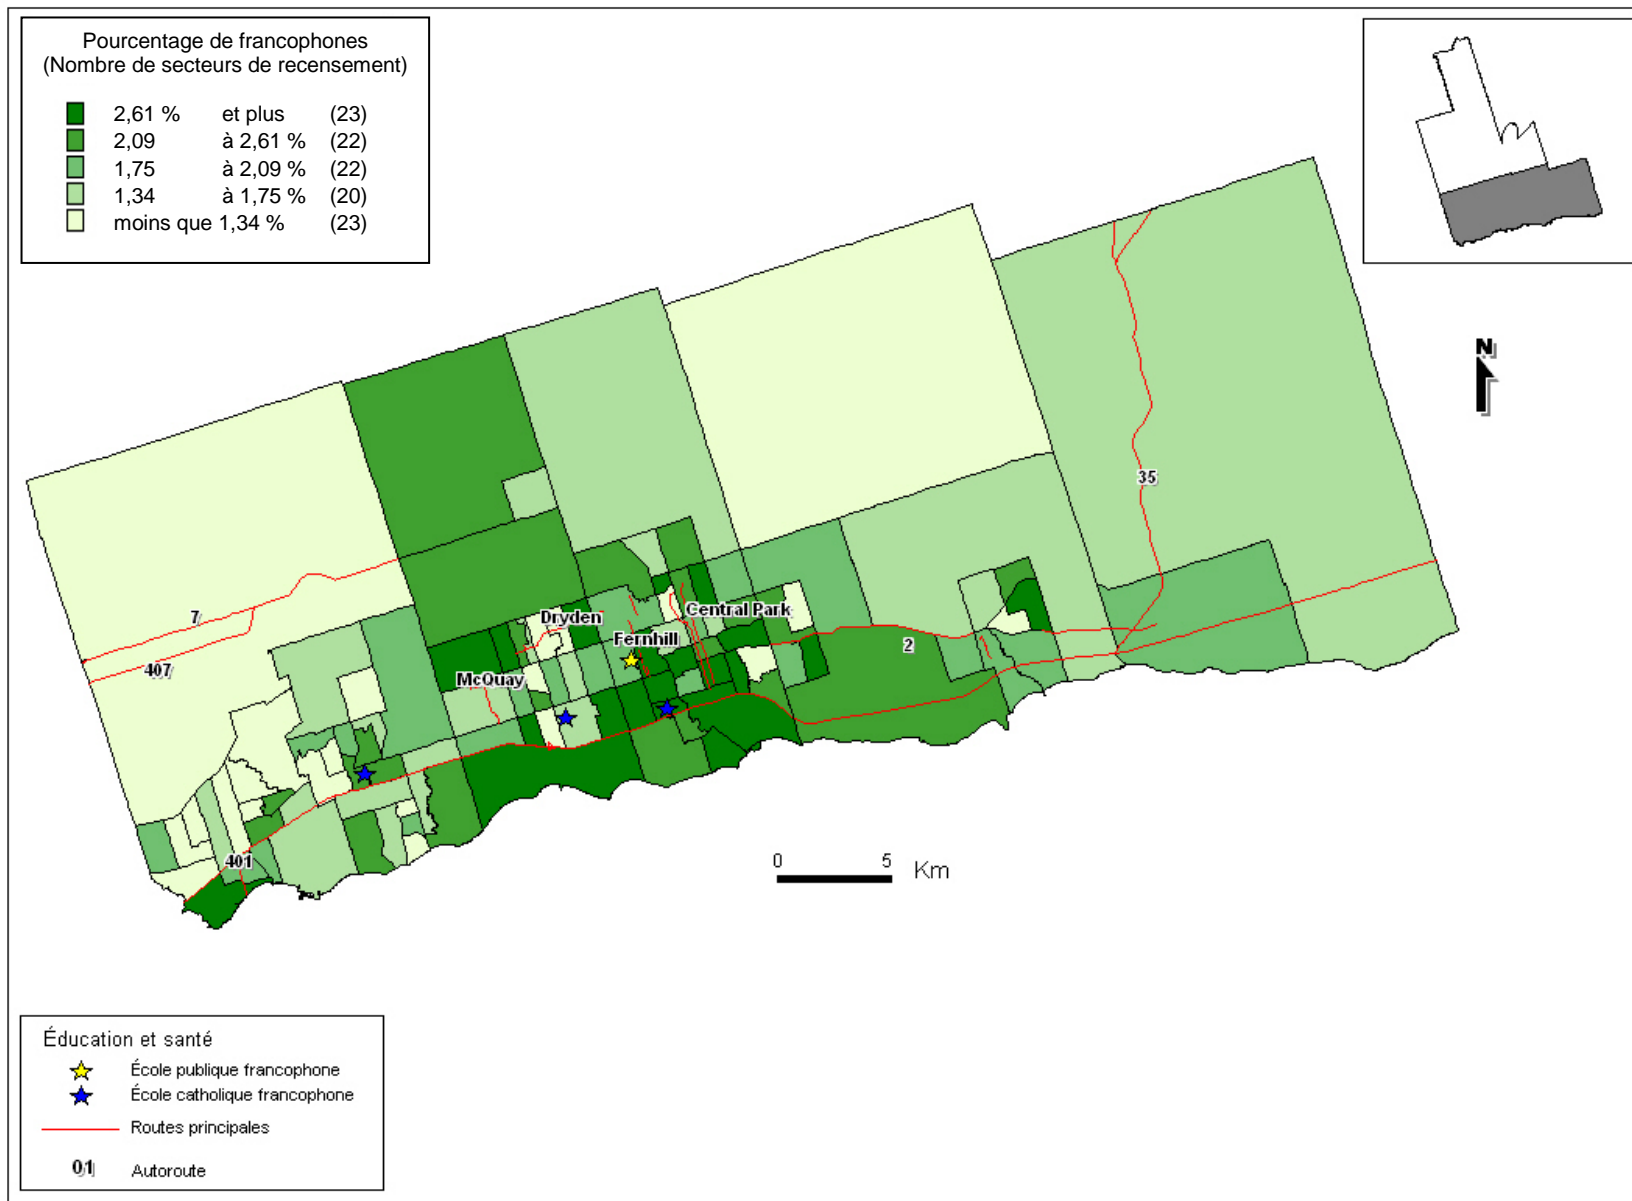 Pourcentage de francophones
(Nombre de secteurs de recensement)
2,61 % et plus (23)
2,09 à 2,61 % (22)
1,75 à 2,09 % (22)
1,34 à 1,75 % (20)
moins que 1,34 % (23)
N
35
7
407
Dryden
Central Park
Fernhill
2
McQuay
401
0 5 Km
Éducation et santé
École publique francophone
École catholique francophone
Routes principales
01 Autoroute